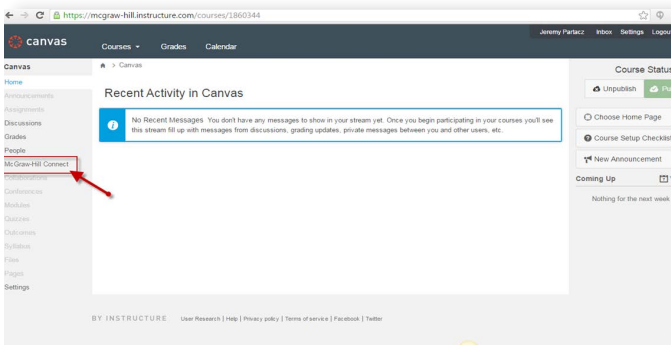 https://mcgraw-hill.instructure.com/courses/1860344
Jeremy Partacz Inbox Settings Logout
canvas
Courses Grades Calendar
Canvas
> Canvas
Home
Announcements
Assignments
Discussions
Grades
People
McGraw-Hill Connect
Collaborations
Conferences
Modules
Quizzes
Outcomes
Syllabus
Files
Pages
Settings
Recent Activity in Canvas
No Recent Messages You don't have any messages to show in your stream yet. Once you begin participating in your courses you'll see
this stream fill up with messages from discussions, grading updates, private messages between you and other users, etc.
Course Status
Unpublish
Choose Home Page
Course Setup Checklist
New Announcement
Coming Up
Nothing for the next week
BY INSTRUCTURE User Research | Help | Privacy policy | Terms of service | Facebook | Twitter